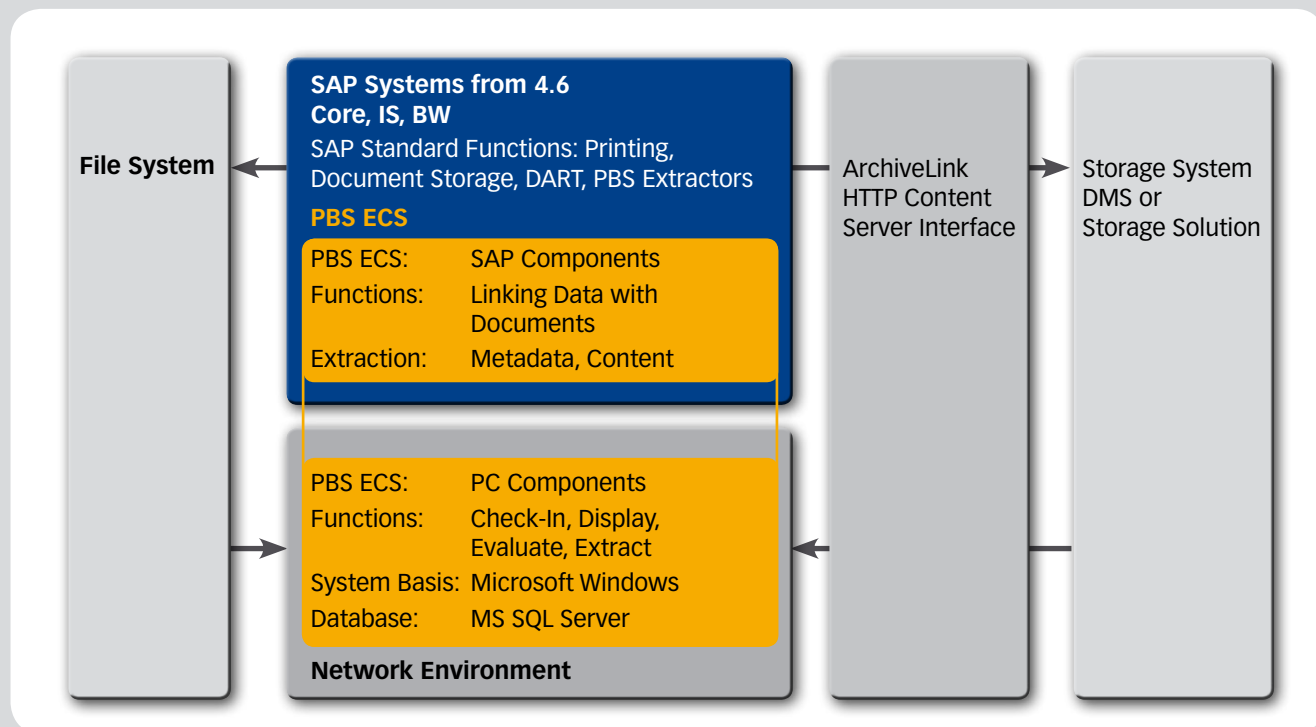 File System
SAP Systems from 4.6
Core, IS, BW
SAP Standard Functions: Printing,
Document Storage, DART, PBS Extractors
PBS ECS
PBS ECS: SAP Components
Functions: Linking Data with
Documents
Extraction: Metadata, Content
PBS ECS: PC Components
Functions: Check-In, Display,
Evaluate, Extract
System Basis: Microsoft Windows
Database: MS SQL Server
Network Environment
ArchiveLink
HTTP Content
Server Interface
Storage System
DMS or
Storage Solution